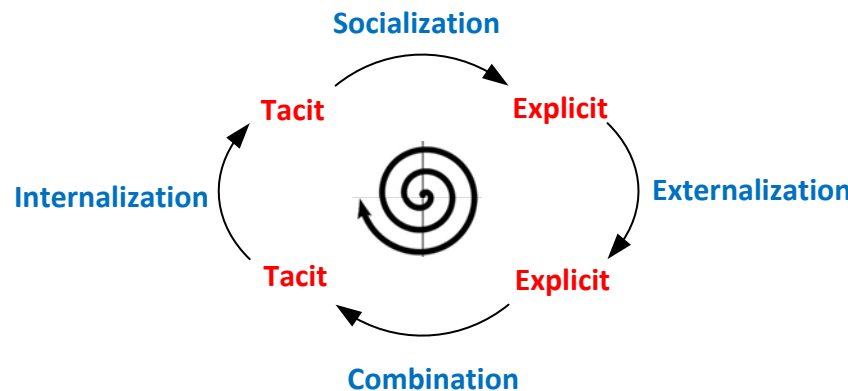 Socialization
Tacit
Explicit
Internalization
Externalization
Tacit
Explicit
Combination